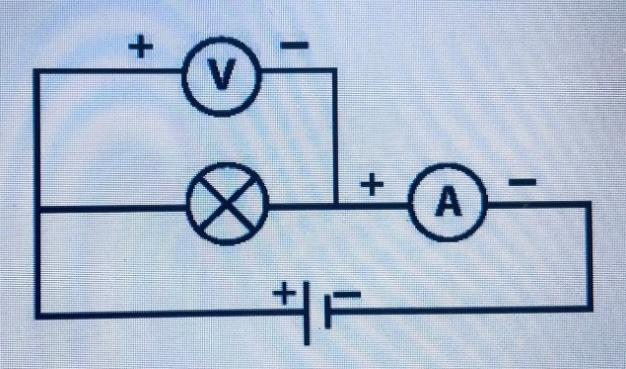 + V −
+ A −
+ −